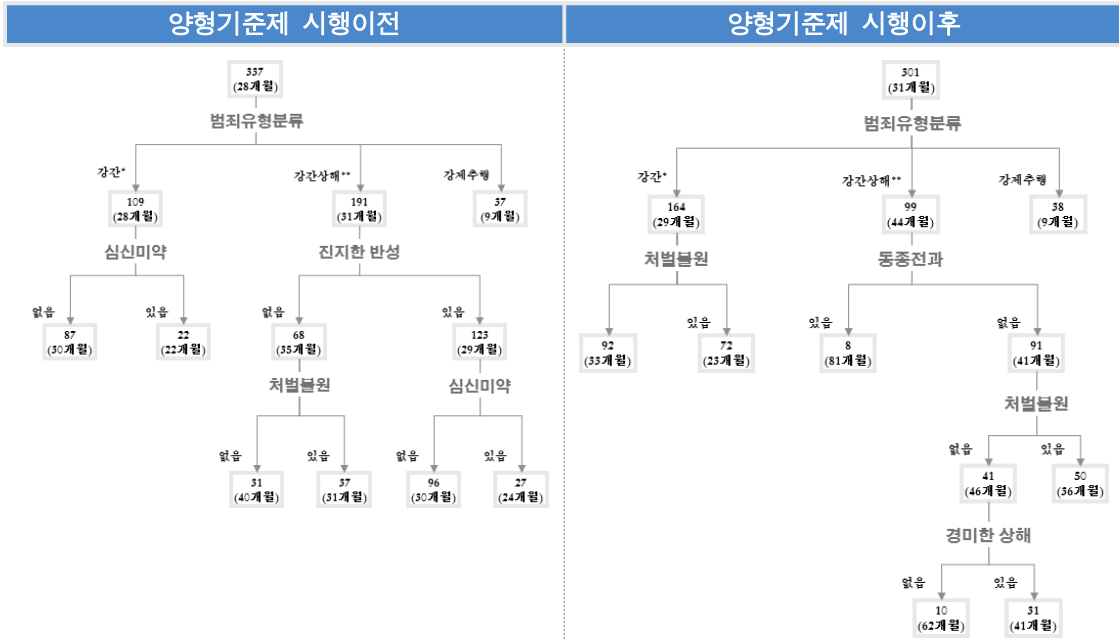 양형기준제 시행이전
337
(28개월)
범죄유형분류
강간*
강간상해**
강제추행
109
(28개월)
191
(31개월)
37
(9개월)
심신미약
진지한 반성
없음
있음
없음
있음
87
(30개월)
22
(22개월)
68
(35개월)
123
(29개월)
처벌불원
심신미약
없음
있음
없음
있음
31
(40개월)
37
(31개월)
96
(30개월)
27
(24개월)
양형기준제 시행이후
301
(31개월)
범죄유형분류
강간*
강간상해**
강제추행
164
(29개월)
99
(44개월)
38
(9개월)
처벌불원
동종전과
있음
있음
없음
92
(33개월)
72
(23개월)
8
(81개월)
91
(41개월)
처벌불원
없음
있음
41
(46개월)
50
(36개월)
경미한 상해
없음
있음
10
(62개월)
31
(41개월)